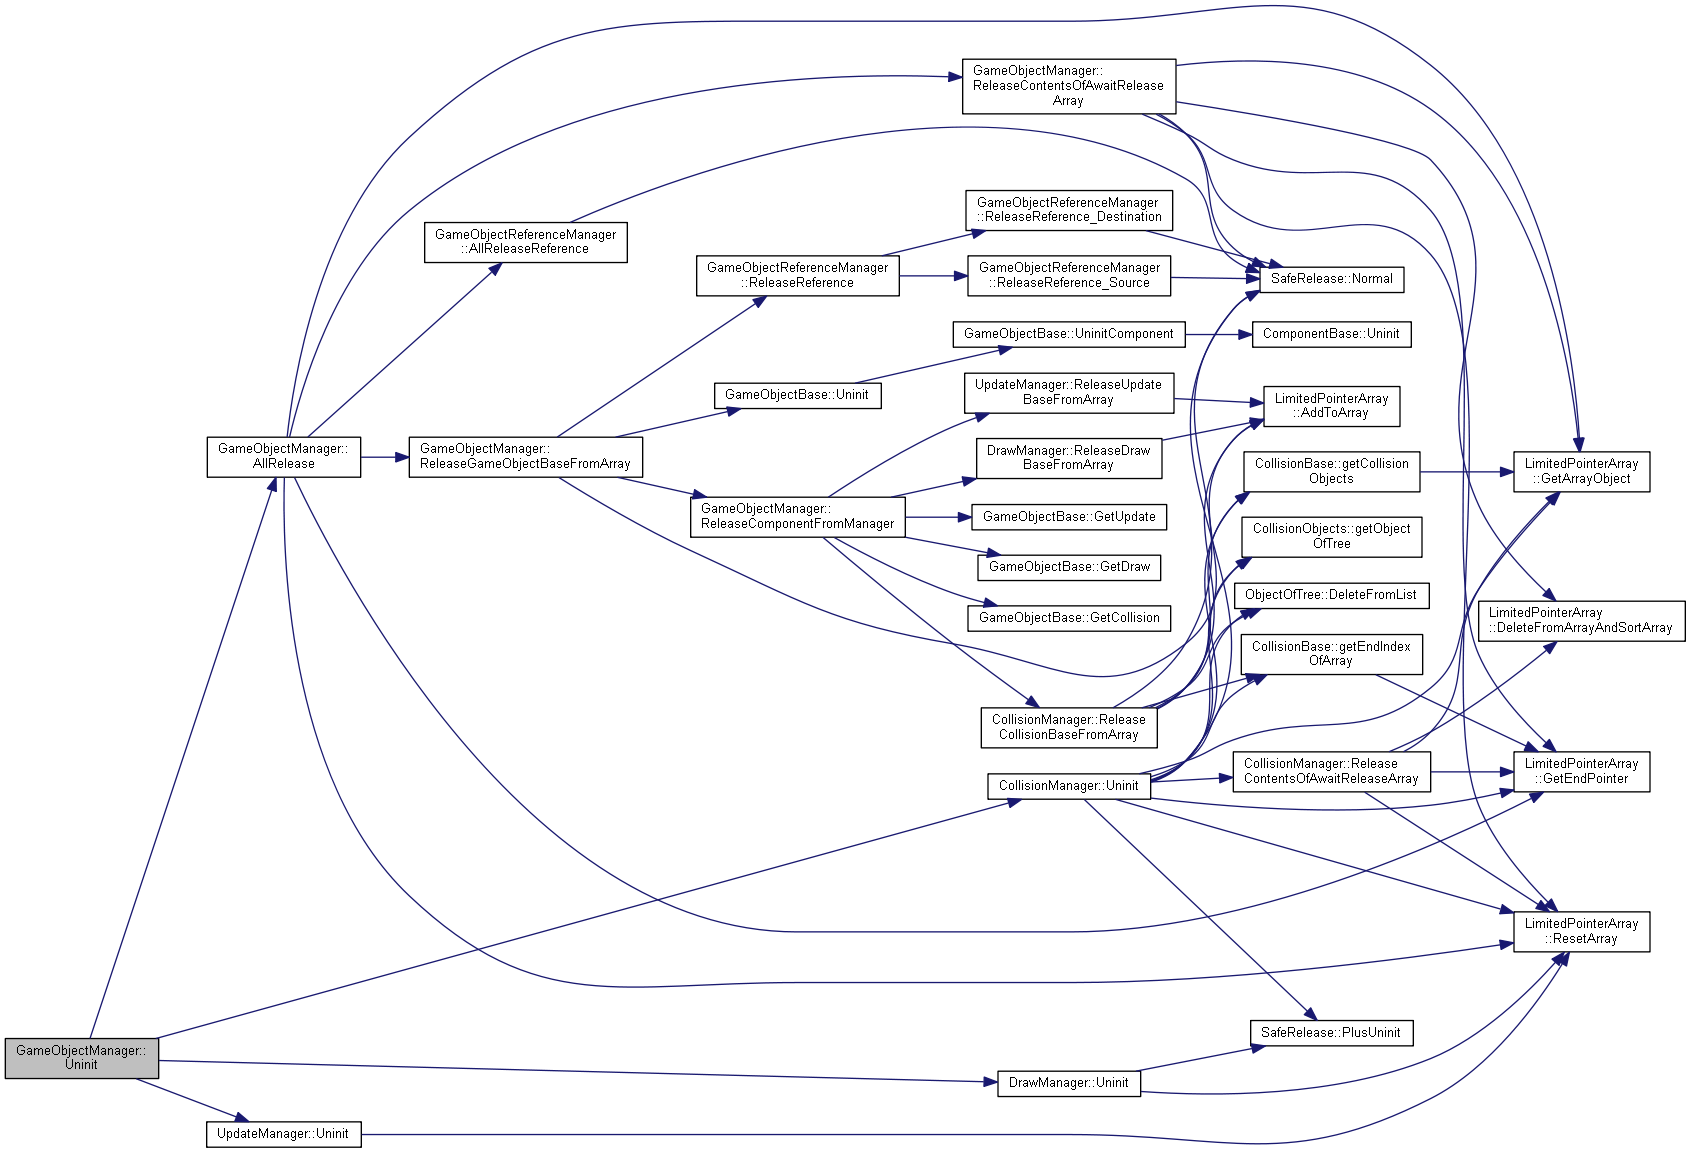 GameObjectManager::
ReleaseContentsOfAwaitRelease
Array
GameObjectReferenceManager
::ReleaseReference_Destination
GameObjectReferenceManager
::AllReleaseReference
GameObjectReferenceManager
::ReleaseReference
GameObjectReferenceManager
::ReleaseReference_Source
SafeRelease::Normal
GameObjectBase::UninitComponent
ComponentBase::Uninit
GameObjectBase::Uninit
UpdateManager::ReleaseUpdate
BaseFromArray
LimitedPointerArray
::AddToArray
GameObjectManager::
AllRelease
GameObjectManager::
ReleaseGameObjectBaseFromArray
DrawManager::ReleaseDraw
BaseFromArray
CollisionBase::getCollision
Objects
LimitedPointerArray
::GetArrayObject
GameObjectManager::
ReleaseComponentFromManager
GameObjectBase::GetUpdate
CollisionObjects::getObject
OfTree
GameObjectBase::GetDraw
ObjectOfTree::DeleteFromList
GameObjectBase::GetCollision
LimitedPointerArray
::DeleteFromArrayAndSortArray
CollisionBase::getEndIndex
OfArray
CollisionManager::Release
CollisionBaseFromArray
CollisionManager::Uninit
CollisionManager::Release
ContentsOfAwaitReleaseArray
LimitedPointerArray
::GetEndPointer
LimitedPointerArray
::ResetArray
SafeRelease::PlusUninit
GameObjectManager::
Uninit
DrawManager::Uninit
UpdateManager::Uninit